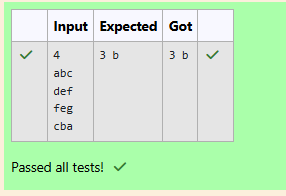 Input Expected Got
4 3 b 3 b
abc
def
feg
cba
Passed all tests!